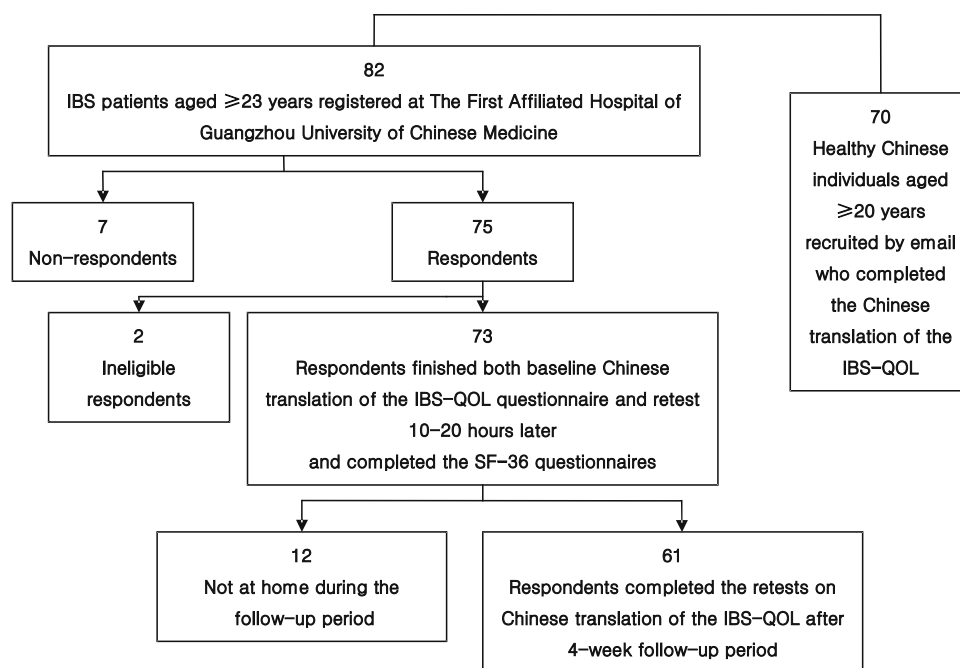 82
IBS patients aged ≥23 years registered at The First Affiliated Hospital of
Guangzhou University of Chinese Medicine
70
Healthy Chinese
individuals aged
≥20 years
recruited by email
who completed
the Chinese
translation of the
IBS-QOL
7
Non-respondents
75
Respondents
2
Ineligible
respondents
73
Respondents finished both baseline Chinese
translation of the IBS-QOL questionnaire and retest
10-20 hours later
and completed the SF-36 questionnaires
12
Not at home during the
follow-up period
61
Respondents completed the retests on
Chinese translation of the IBS-QOL after
4-week follow-up period